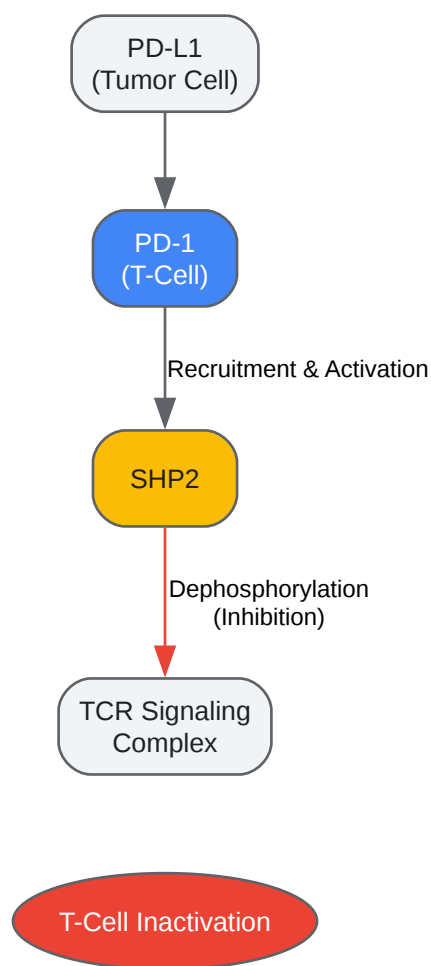 PD-L1
(Tumor Cell)
PD-1
(T-Cell)
Recruitment & Activation
SHP2
Dephosphorylation
(Inhibition)
TCR Signaling
Complex
T-Cell Inactivation